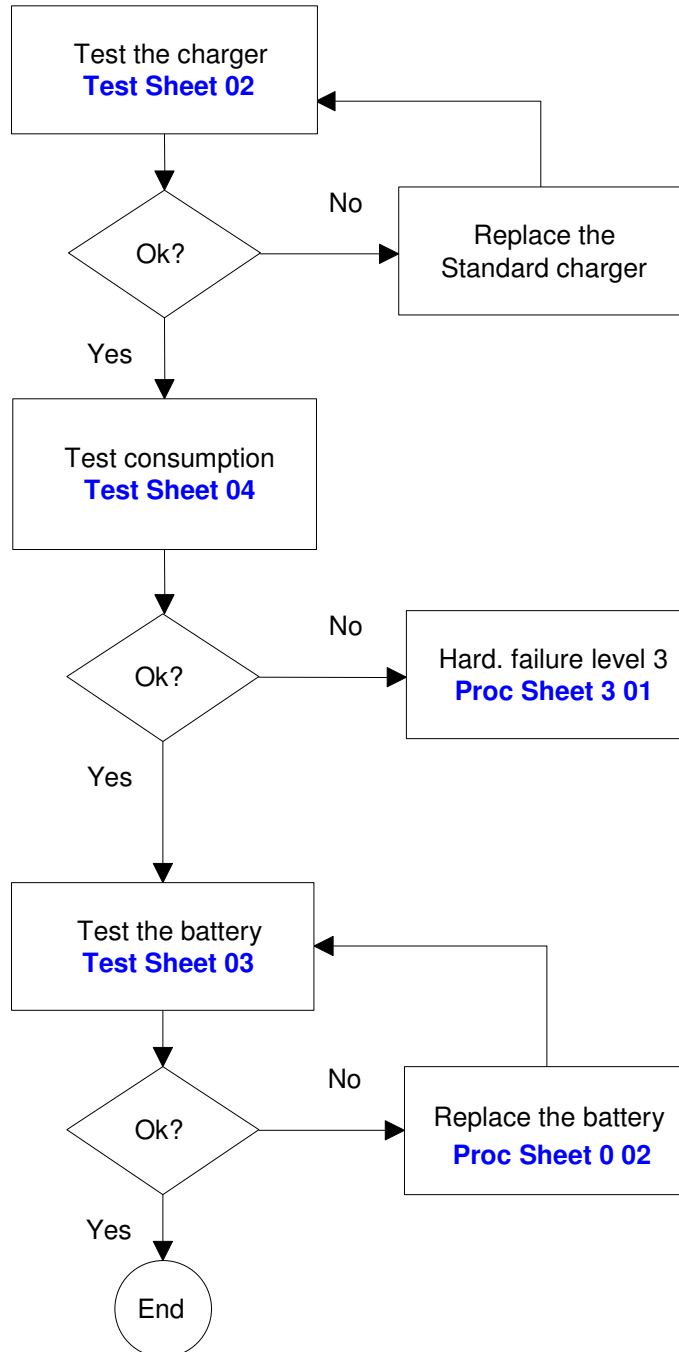 Test the charger
Test Sheet 02
No
Ok?
Replace the
Standard charger
Yes
Test consumption
Test Sheet 04
No
Ok?
Hard. failure level 3
Proc Sheet 3 01
Yes
Test the battery
Test Sheet 03
No
Ok?
Replace the battery
Proc Sheet 0 02
Yes
End